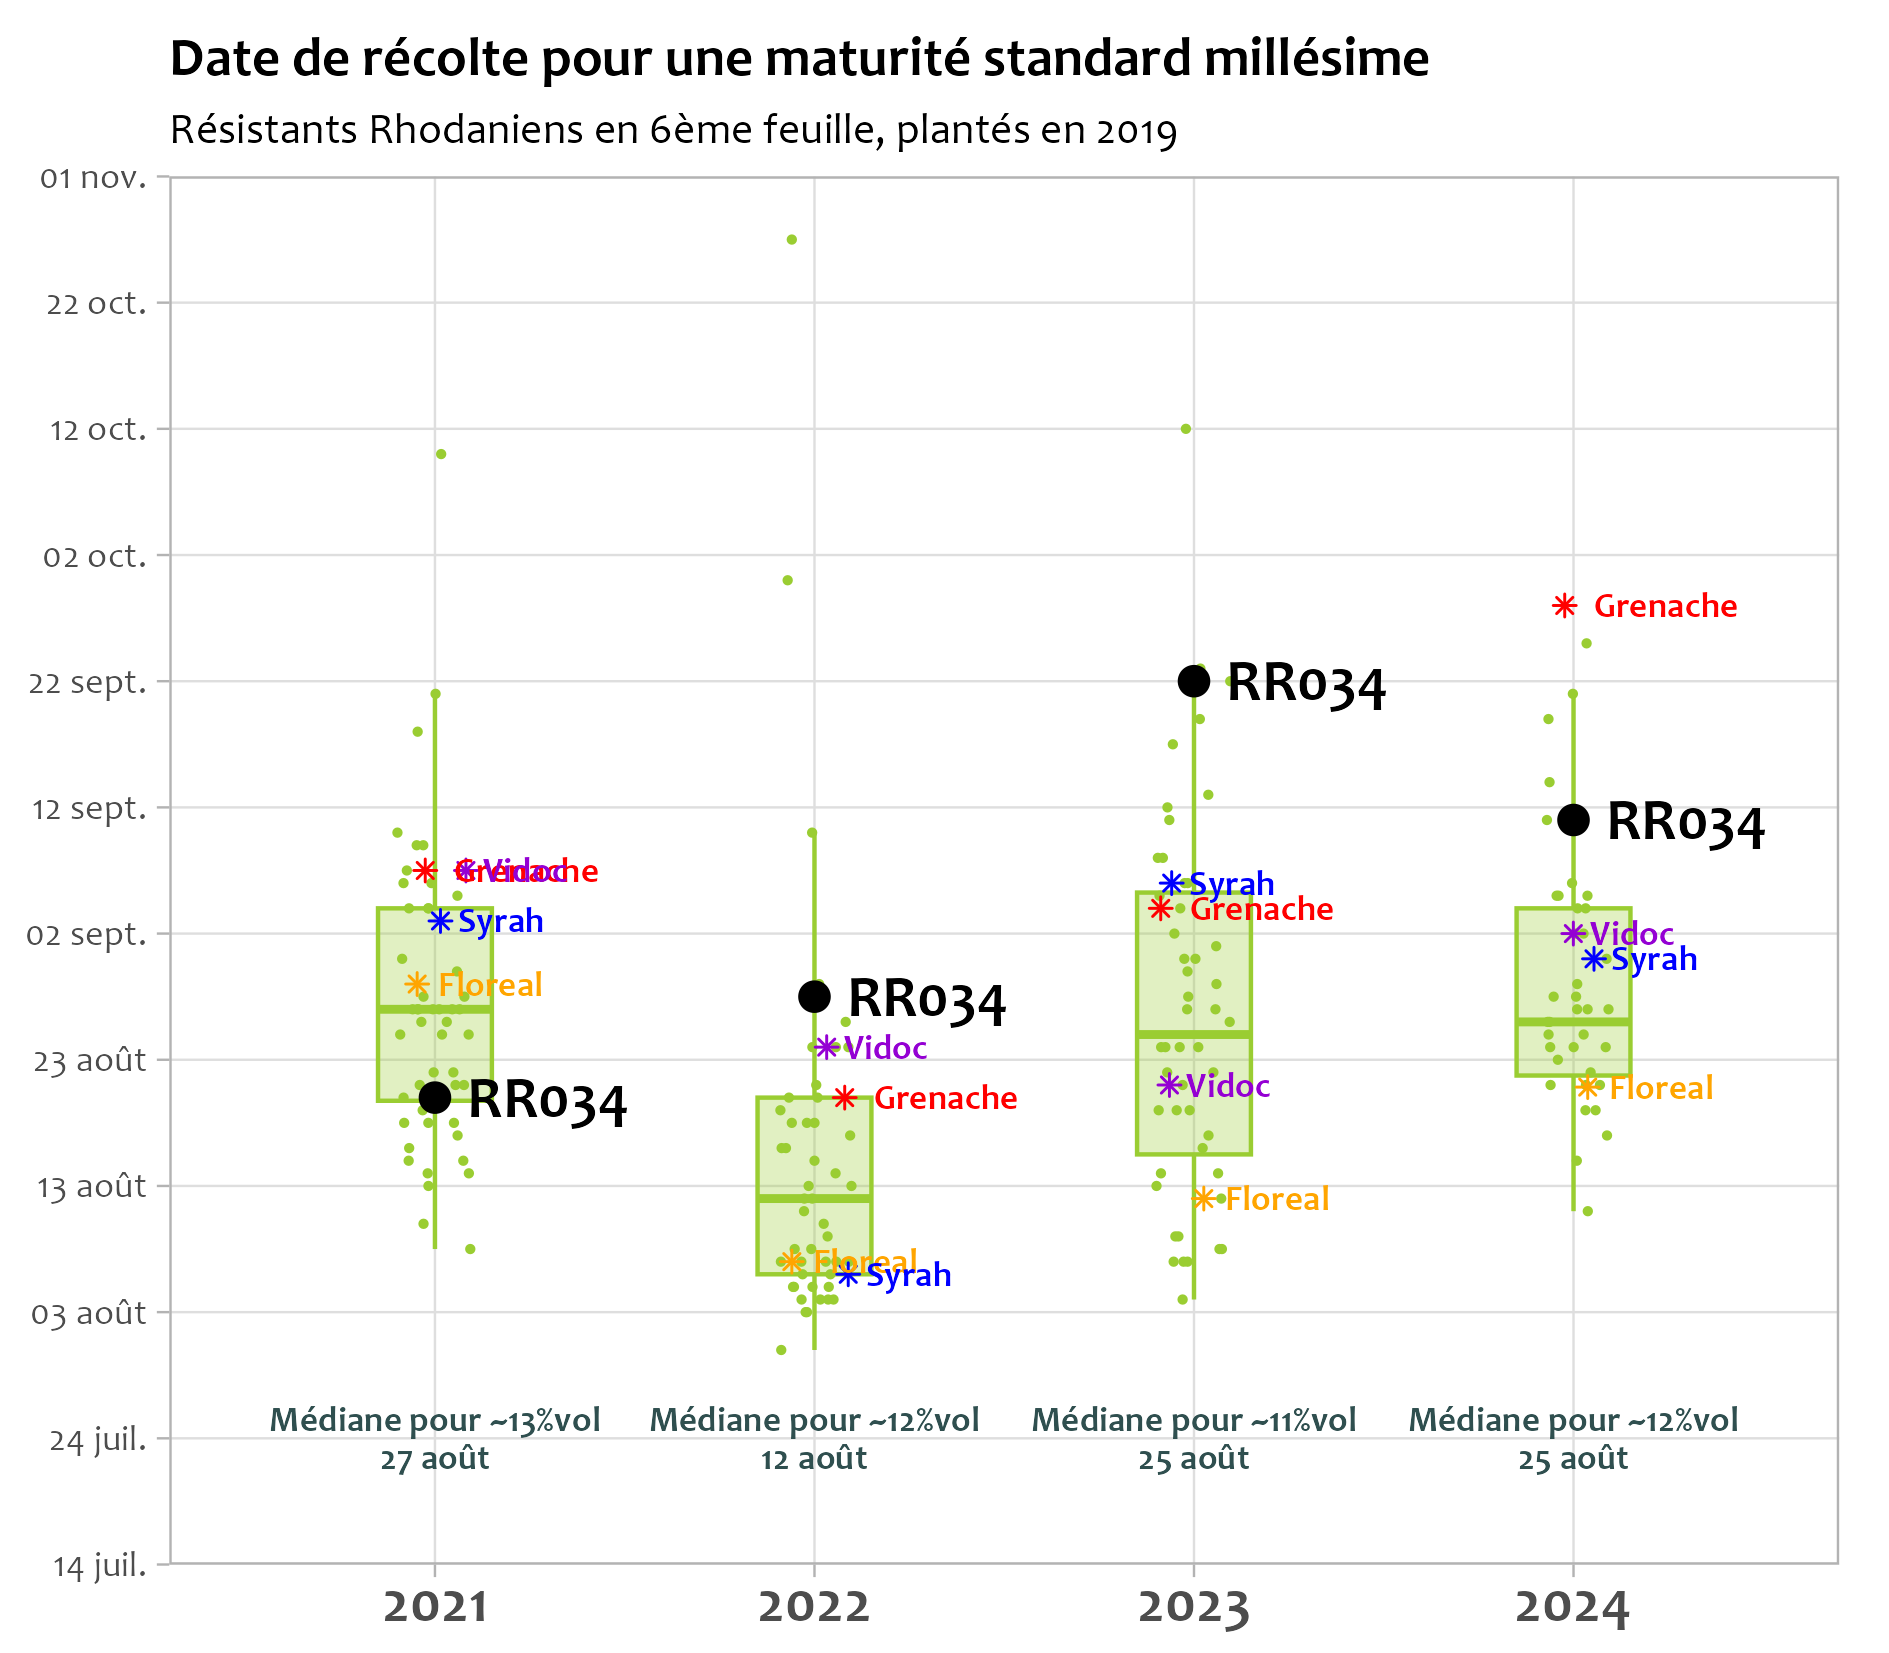 Date de récolte pour une maturité standard millésime
Résistants Rhodaniens en 6ème feuille, plantés en 2019
01 nov.
22 oct.
12 oct.
02 oct.
22 sept.
12 sept.
02 sept.
23 août
13 août
03 août
24 juil.
14 juil.
Grenache
Vidoc
Syrah
Floreal
RR034
RR034
Vidoc
Grenache
Floreal
Syrah
RR034
Syrah
Grenache
Vidoc
Floreal
Grenache
RR034
Vidoc
Syrah
Floreal
Médiane pour ~13%vol
27 août
Médiane pour ~12%vol
12 août
Médiane pour ~11%vol
25 août
Médiane pour ~12%vol
25 août
2021
2022
2023
2024